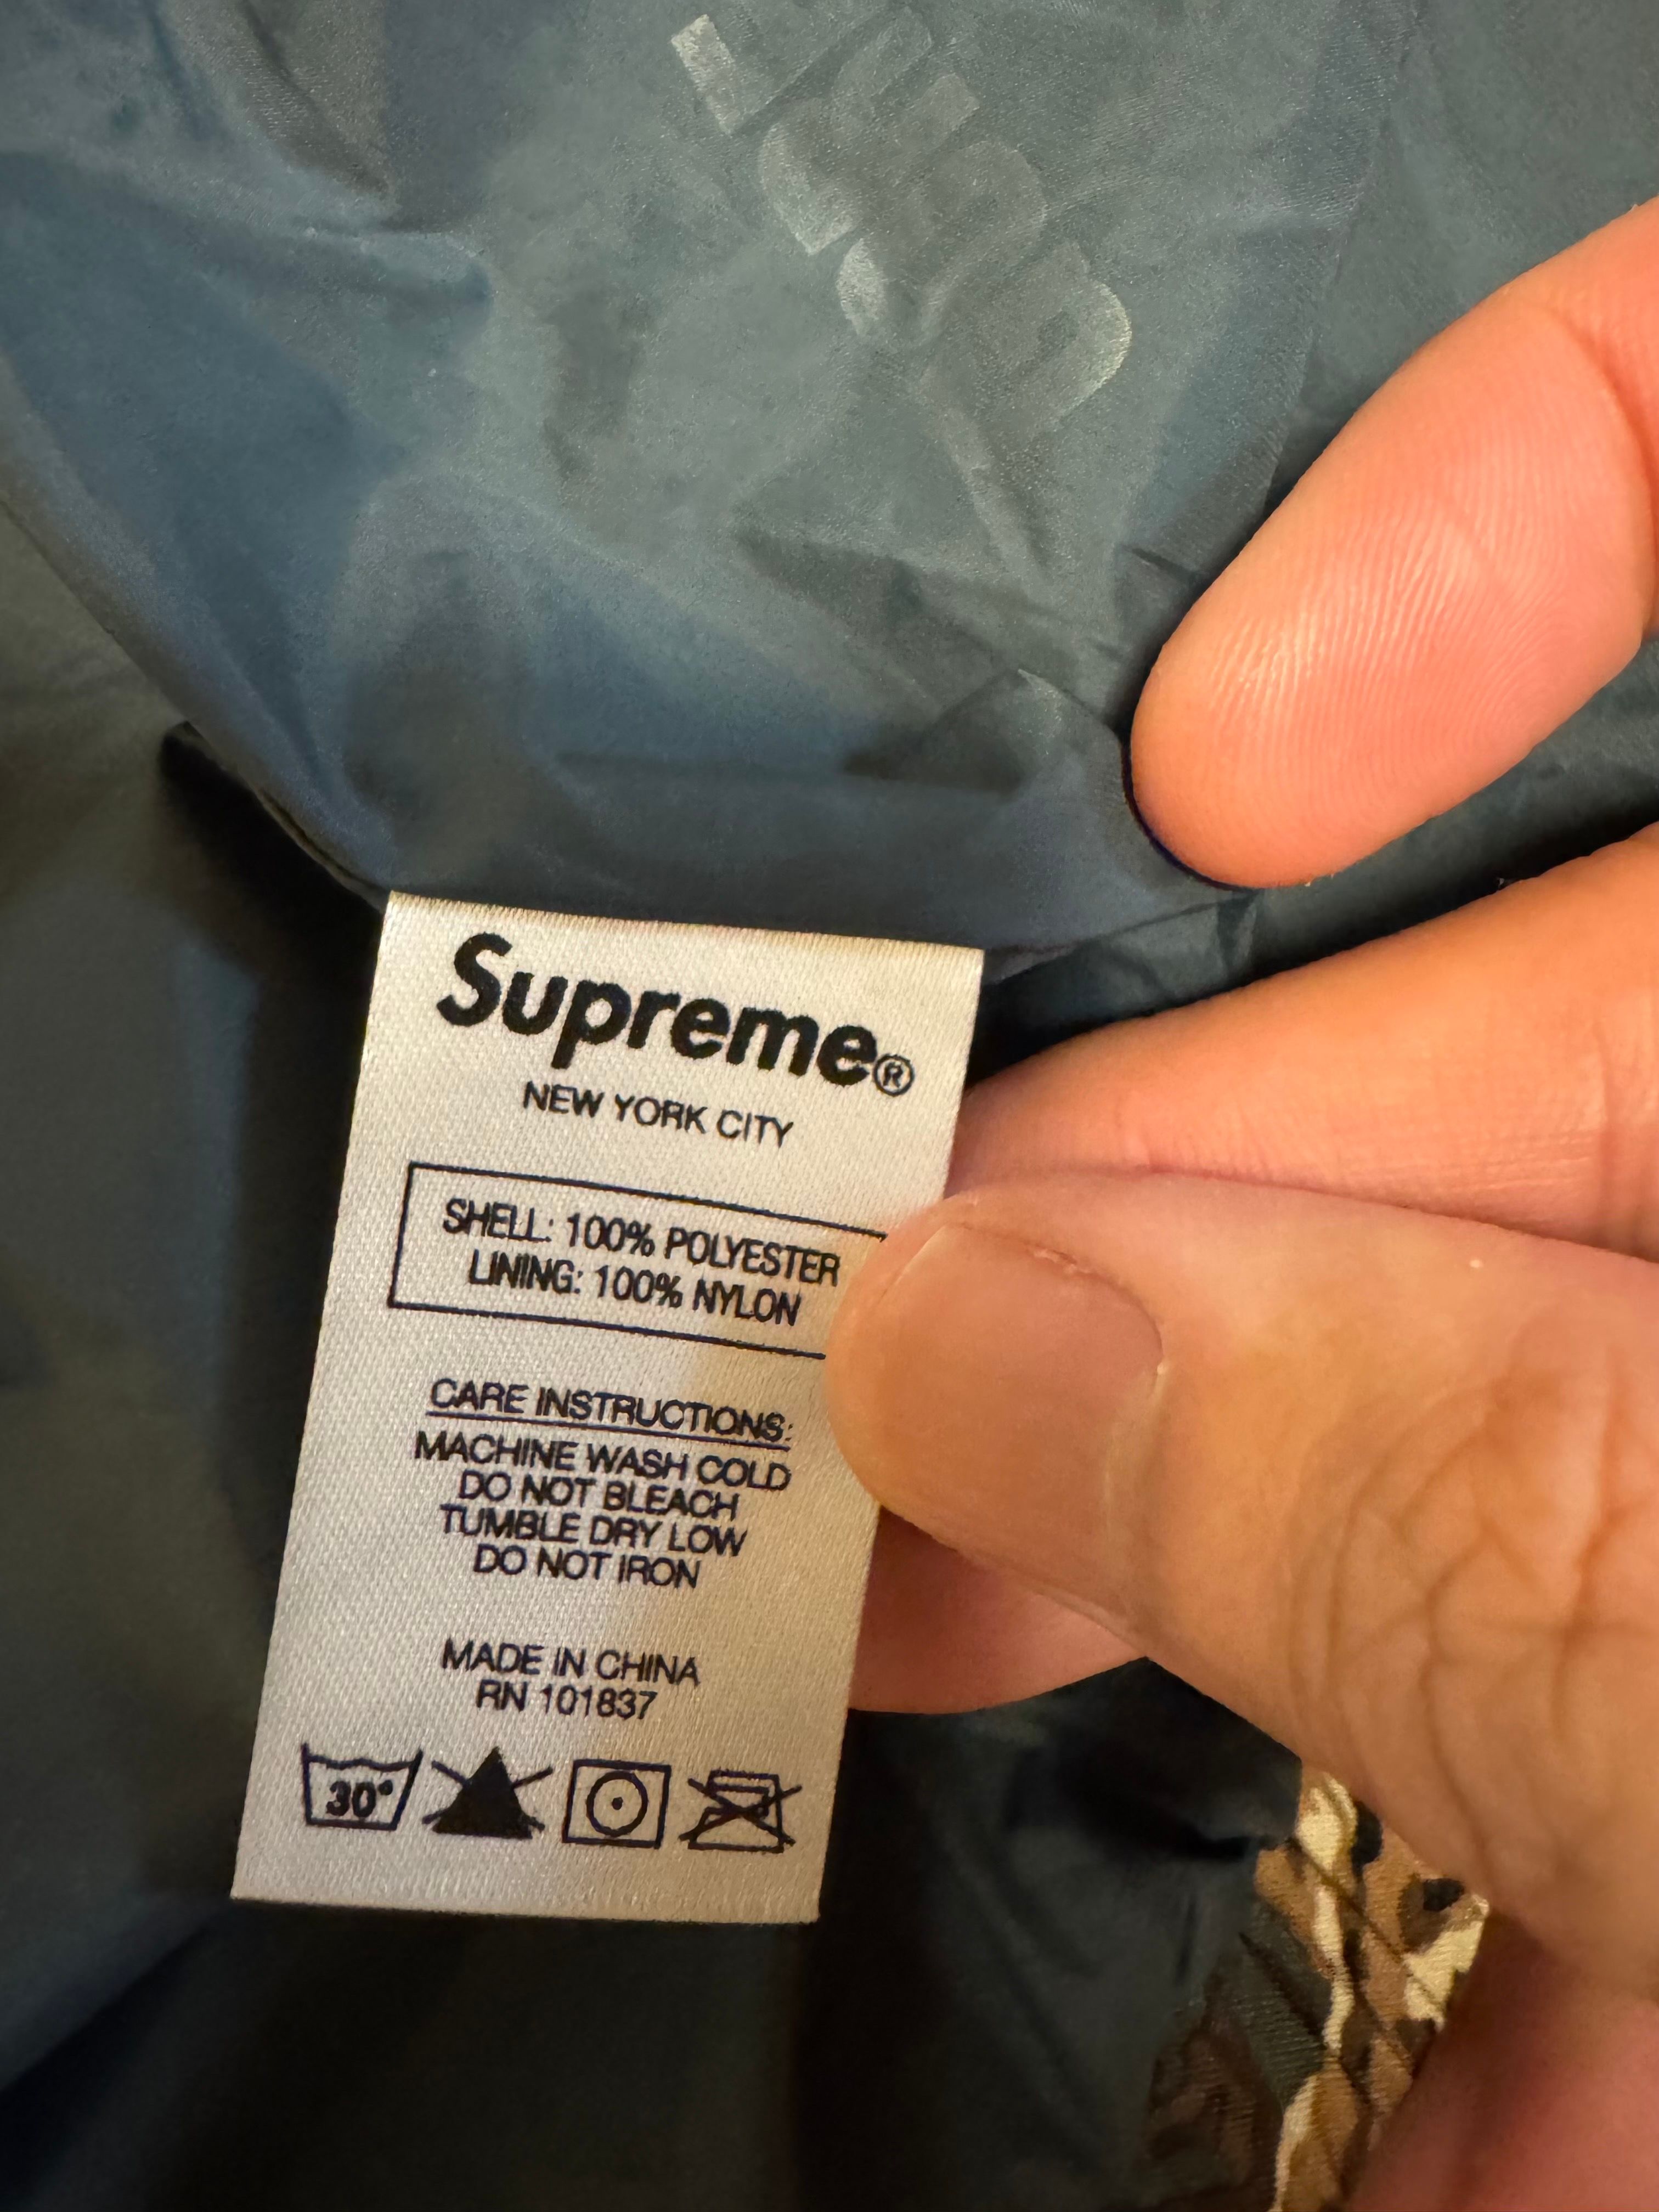 Supreme®
NEW YORK CITY
SHELL: 100% POLYESTER
LINING: 100% NYLON
CARE INSTRUCTIONS:
MACHINE WASH COLD
DO NOT BLEACH
TUMBLE DRY LOW
DO NOT IRON
MADE IN CHINA
RN 101837
30°